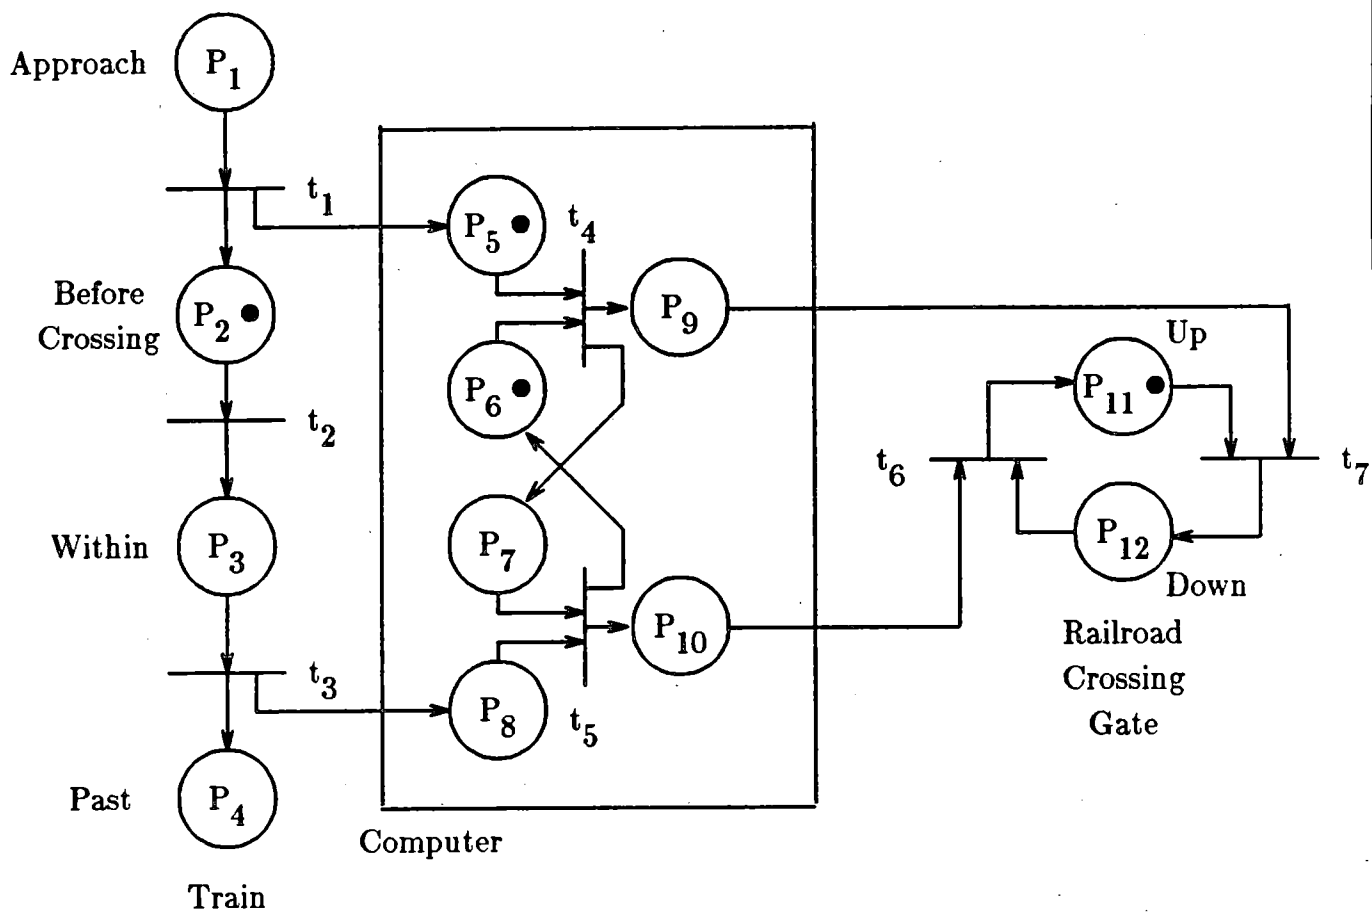 Approach
P1
t1
Before
Crossing
P2
t2
Within
P3
t3
Past
P4
Train
P5
t4
P6
P9
P7
P8
t5
P10
Computer
Up
P11
t6
t7
P12
Down
Railroad
Crossing
Gate